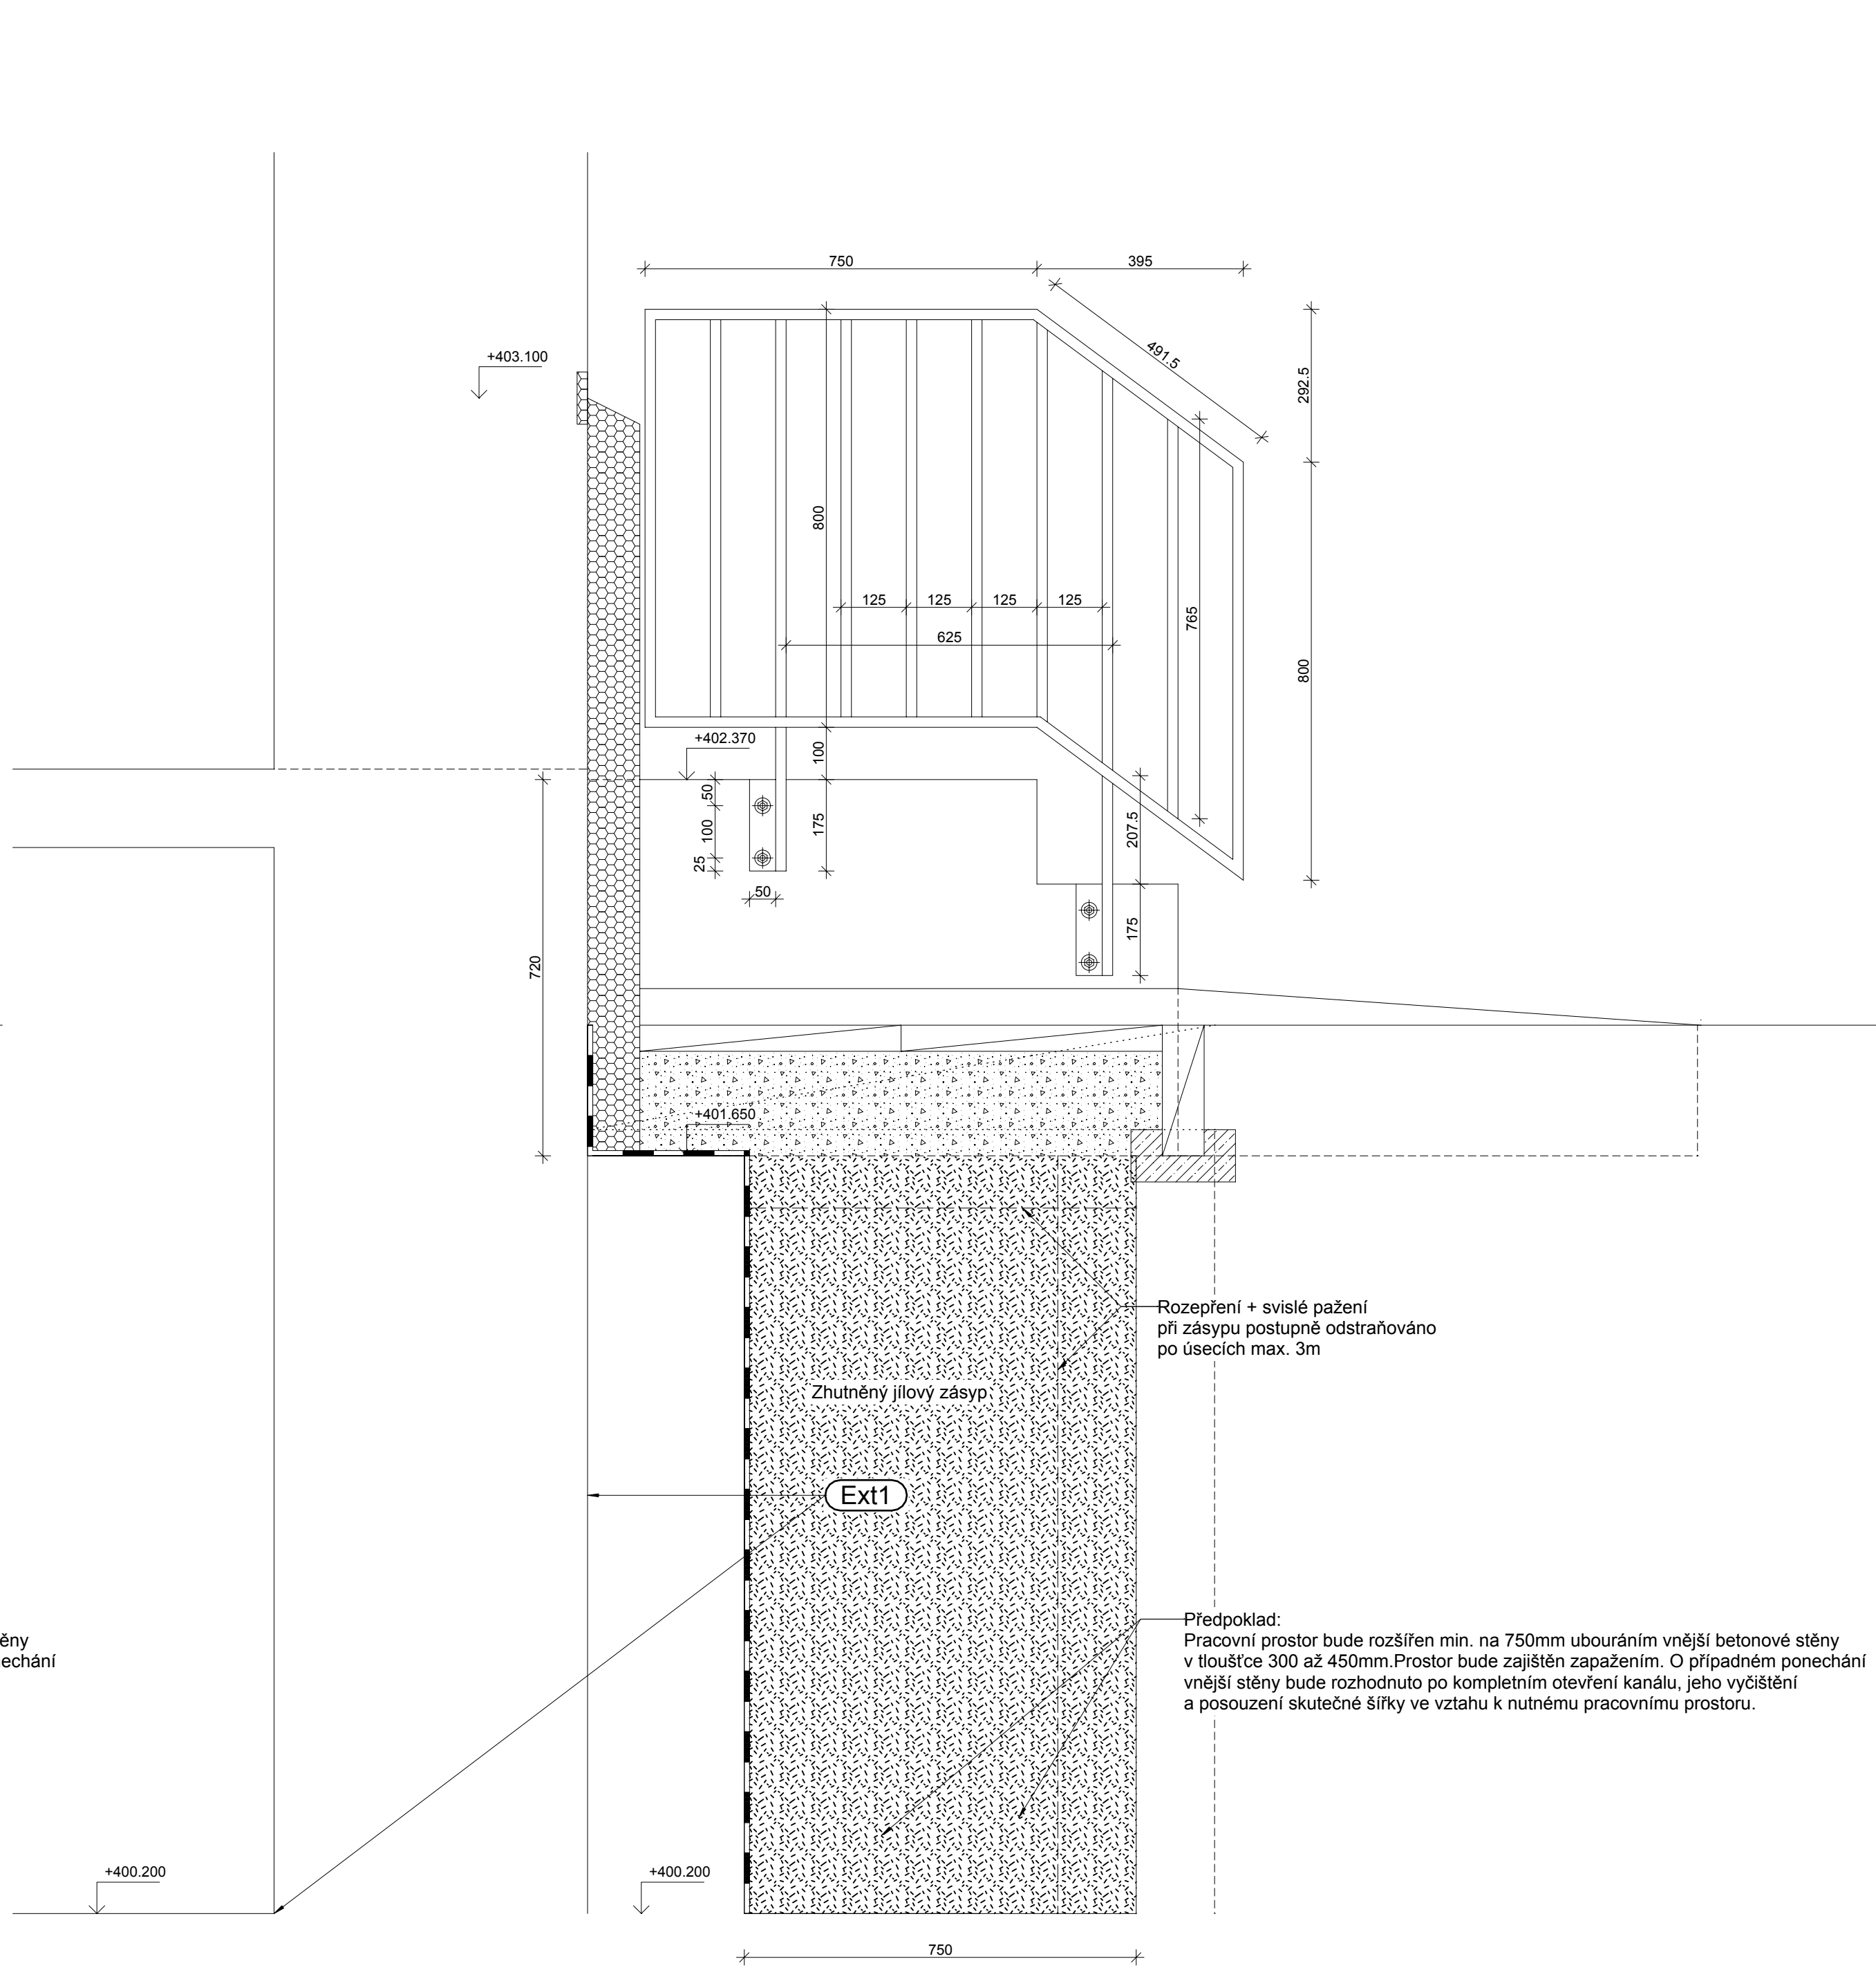 750
395
491.5
+403.100
292.5
800
125
125
125
125
765
625
800
+402.370
100
50
100
25
175
207.5
50
175
720
+401.650
Rozepření + svislé pažení
při zásypu postupně odstraňováno
po úsecích max. 3m
Zhutněný jílový zásyp
Ext1
ěny
echání
Předpoklad:
Pracovní prostor bude rozšířen min. na 750mm ubouráním vnější betonové stěny
v tloušťce 300 až 450mm.Prostor bude zajištěn zapažením. O případném ponechání
vnější stěny bude rozhodnuto po kompletním otevření kanálu, jeho vyčištění
a posouzení skutečné šířky ve vztahu k nutnému pracovnímu prostoru.
+400.200
+400.200
750